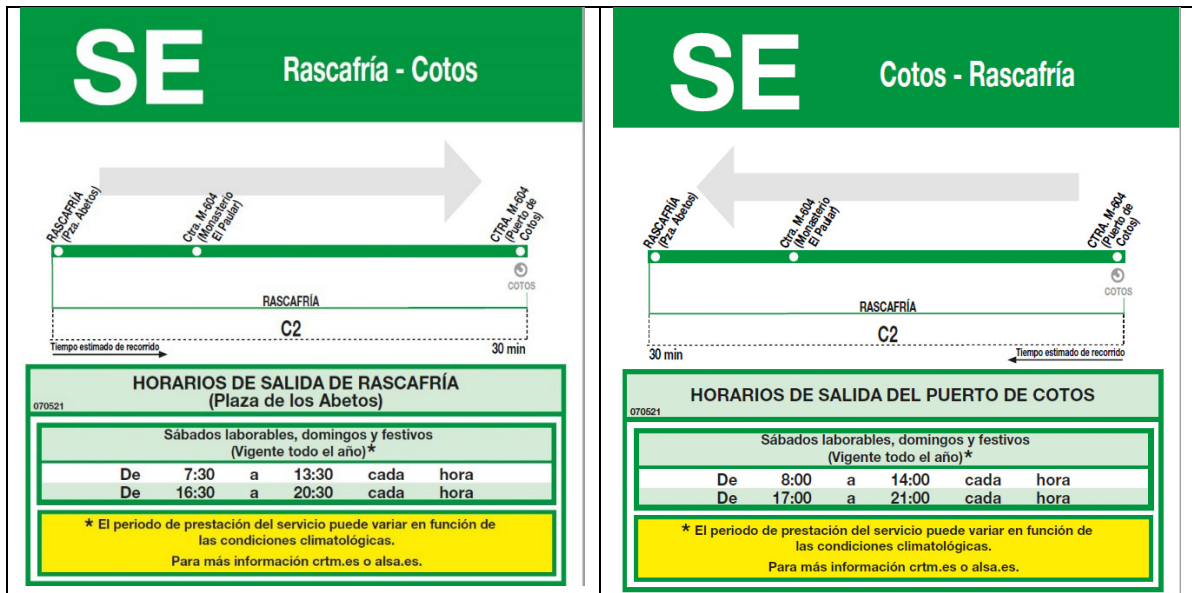 SE
Rascafría - Cotos
RASCAFRÍA
(Pza. Abetos)
Ctra. M-604
(Monasterio
El Paular)
CTRA. M-604
(Puerto de
Cotos)
COTOS
RASCAFRÍA
C2
Tiempo estimado de recorrido
30 min
HORARIOS DE SALIDA DE RASCAFRÍA
(Plaza de los Abetos)
070521
Sábados laborables, domingos y festivos
(Vigente todo el año)*
De 7:30 a 13:30 cada hora
De 16:30 a 20:30 cada hora
* El periodo de prestación del servicio puede variar en función de
las condiciones climatológicas.
Para más información crtm.es o alsa.es.
SE
Cotos - Rascafría
RASCAFRÍA
(Pza. Abetos)
Ctra. M-604
(Monasterio
El Paular)
CTRA. M-604
(Puerto de
Cotos)
COTOS
RASCAFRÍA
C2
30 min
Tiempo estimado de recorrido
HORARIOS DE SALIDA DEL PUERTO DE COTOS
070521
Sábados laborables, domingos y festivos
(Vigente todo el año)*
De 8:00 a 14:00 cada hora
De 17:00 a 21:00 cada hora
* El periodo de prestación del servicio puede variar en función de
las condiciones climatológicas.
Para más información crtm.es o alsa.es.